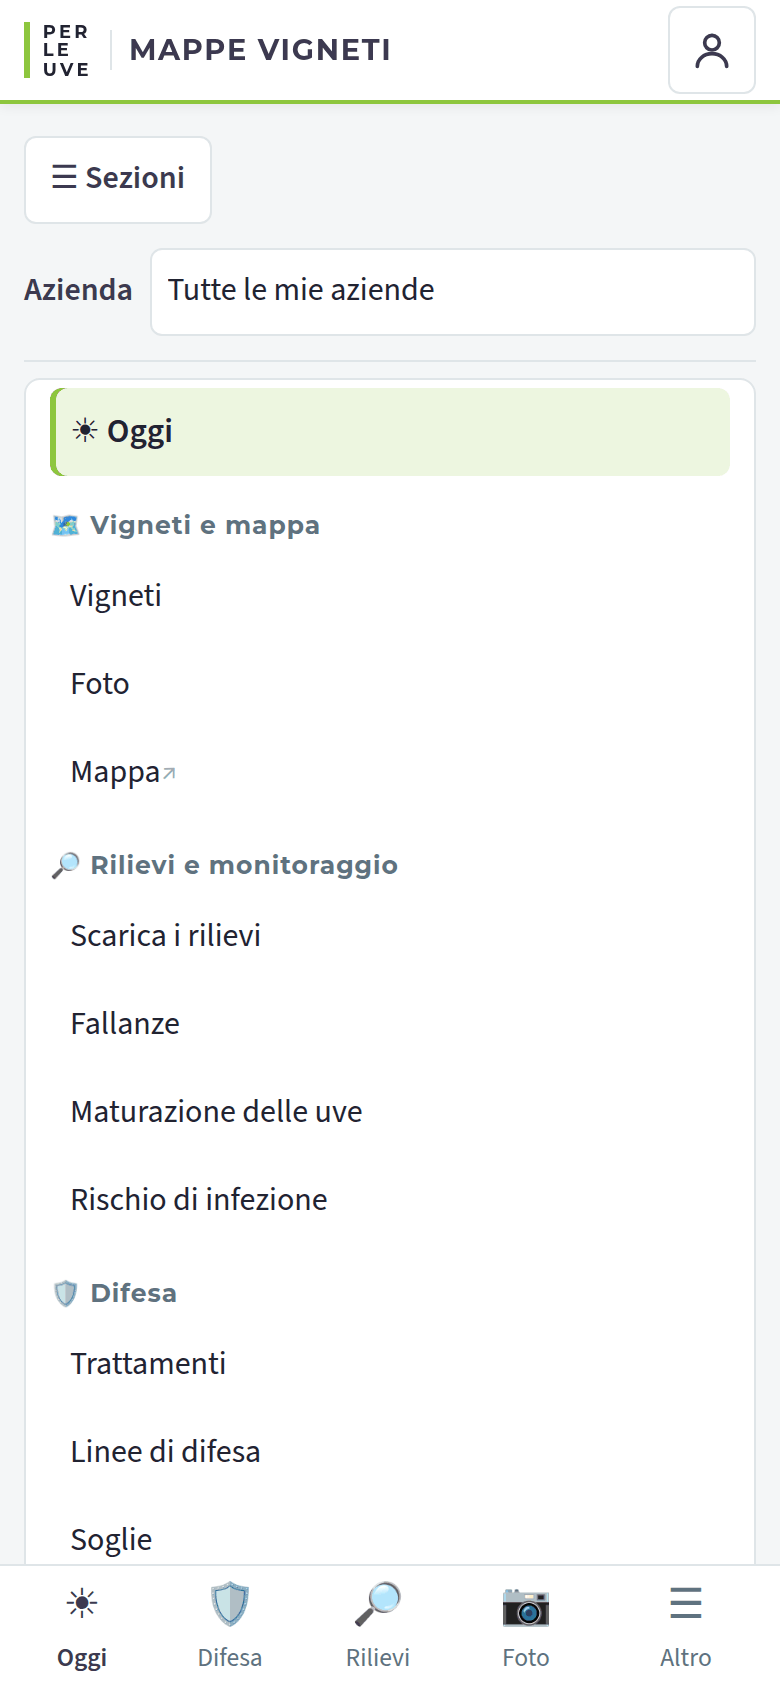 PER
LE
UVE
MAPPE VIGNETI
☰ Sezioni
Azienda
Tutte le mie aziende
☀ Oggi
🗺️ Vigneti e mappa
Vigneti
Foto
Mappa↗
🔎 Rilievi e monitoraggio
Scarica i rilievi
Fallanze
Maturazione delle uve
Rischio di infezione
🛡️ Difesa
Trattamenti
Linee di difesa
Soglie
Oggi
Difesa
Rilievi
Foto
Altro